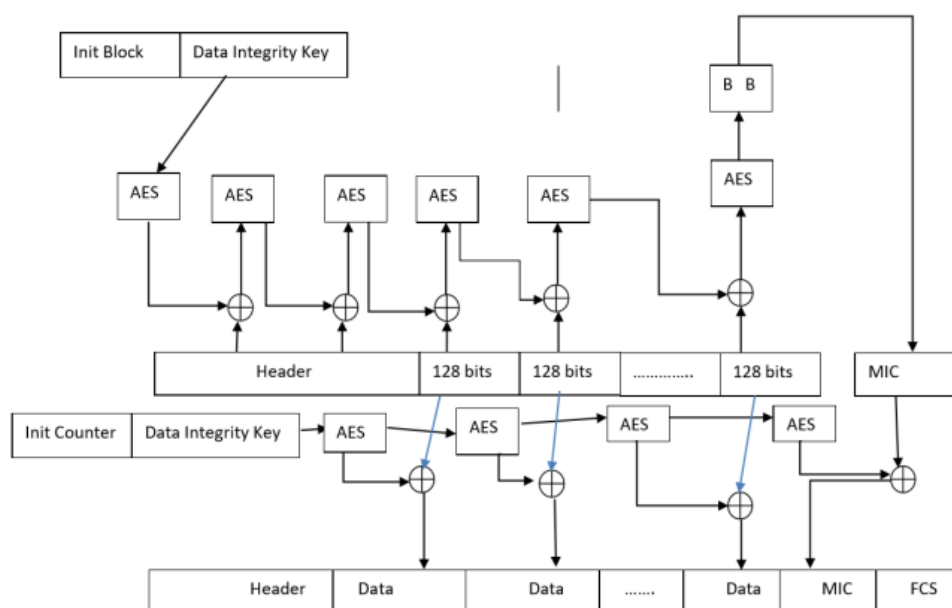 Init Block Data Integrity Key
B B
AES AES AES AES AES AES
Header 128 bits 128 bits ………….. 128 bits MIC
Init Counter Data Integrity Key AES AES AES AES
Header Data Data ……. Data MIC FCS